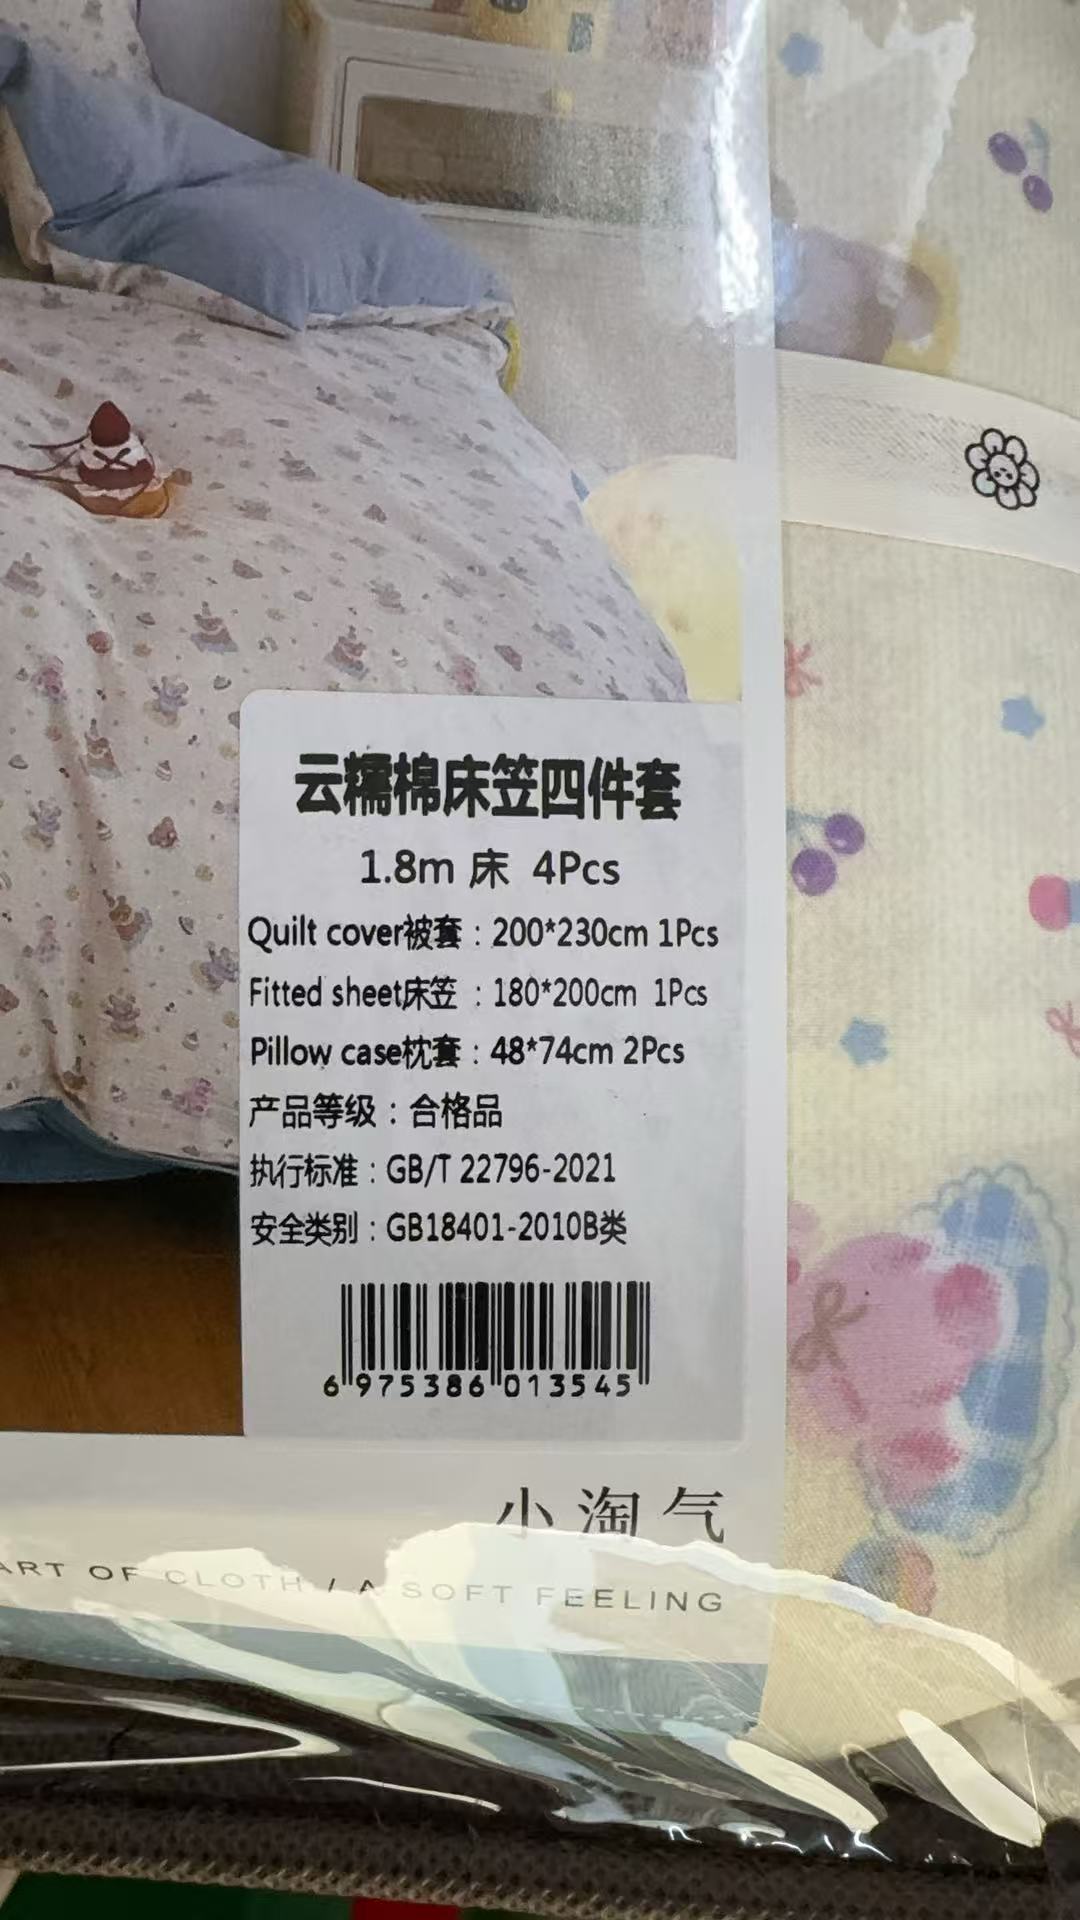 云糯棉床笠四件套
1.8m 床 4Pcs
Quilt cover被套：200*230cm 1Pcs
Fitted sheet床笠 ：180*200cm 1Pcs
Pillow case枕套：48*74cm 2Pcs
产品等级：合格品
执行标准：GB/T 22796-2021
安全类别：GB18401-2010B类
6 975386 013545
小淘气
ART OF CLOTH / A SOFT FEELING